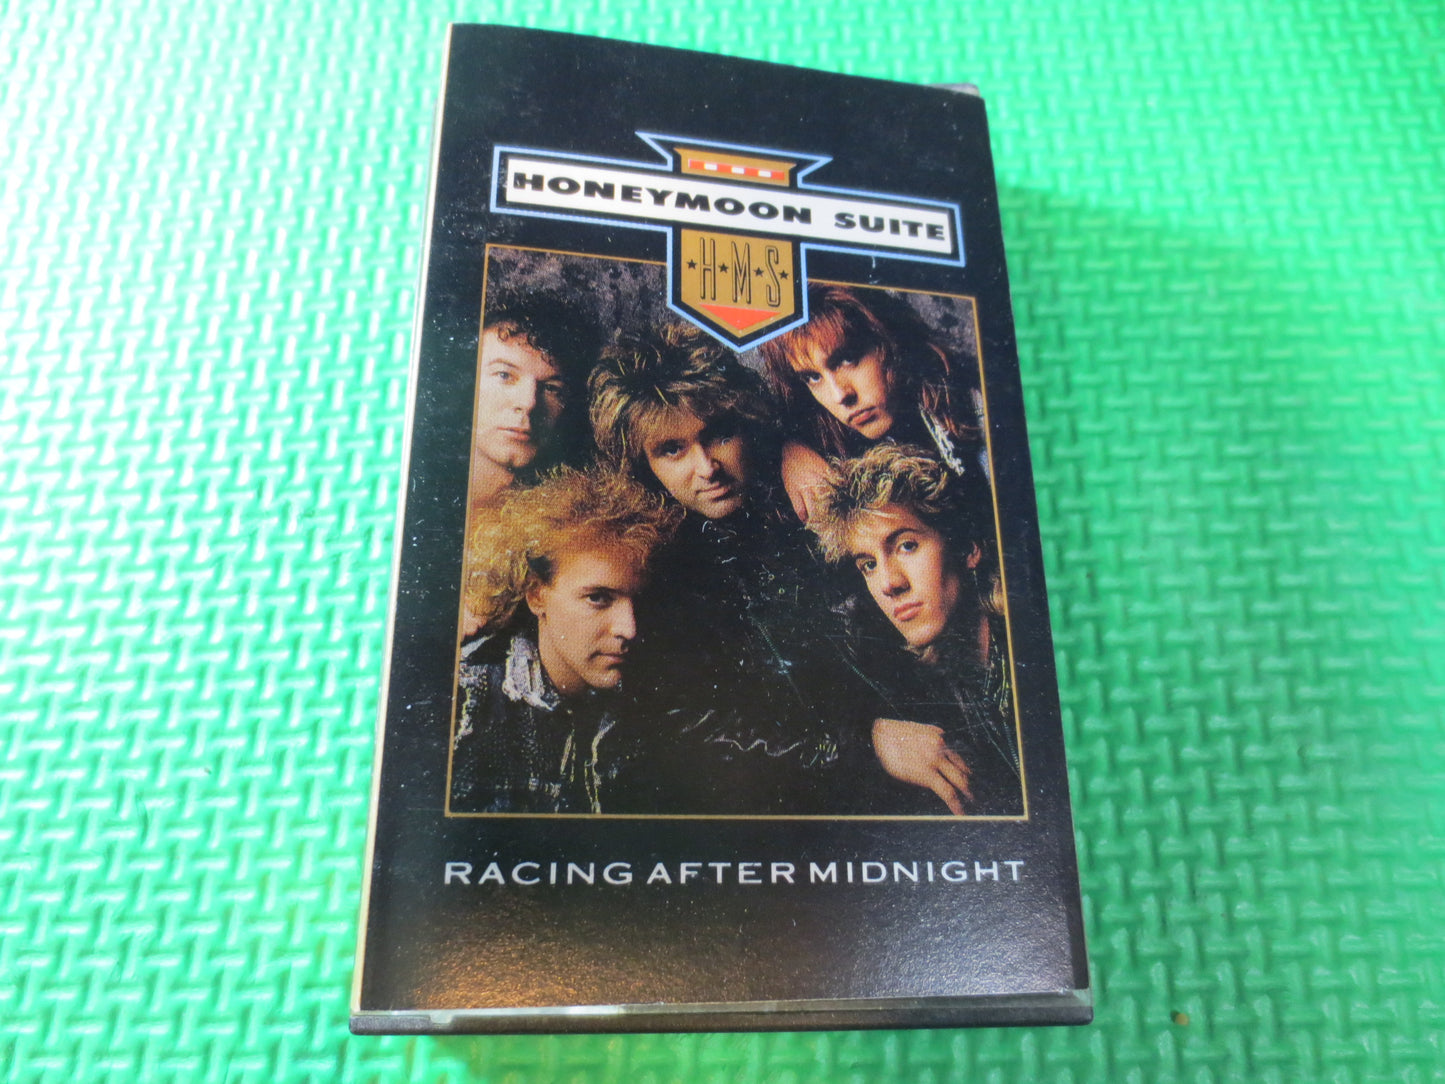 HONEYMOON SUITE
H·M·S
RACING AFTER MIDNIGHT